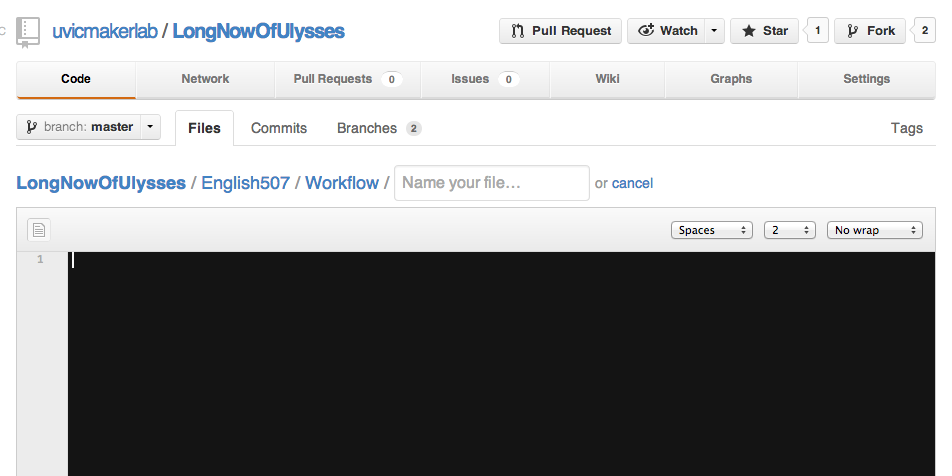 uvicmakerlab / LongNowOfUlysses Pull Request Watch Star 1 Fork 2
Code Network Pull Requests 0 Issues 0 Wiki Graphs Settings
branch: master Files Commits Branches 2 Tags
LongNowOfUlysses / English507 / Workflow / Name your file... or cancel
Spaces 2 No wrap
1